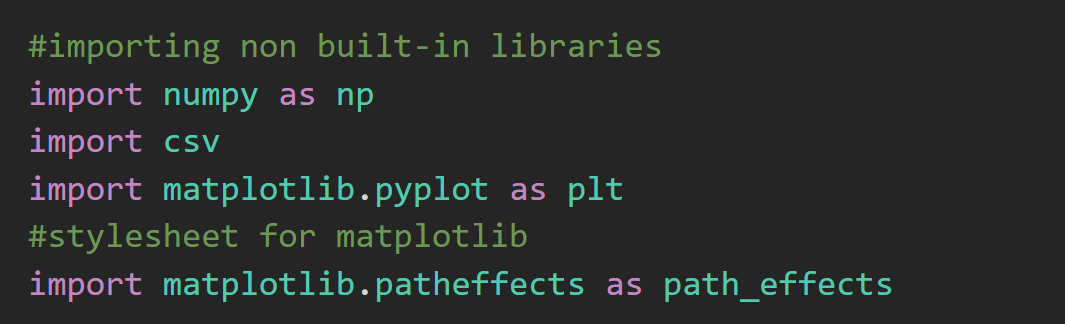 #importing non built-in libraries
import numpy as np
import csv
import matplotlib.pyplot as plt
#stylesheet for matplotlib
import matplotlib.patheffects as path_effects